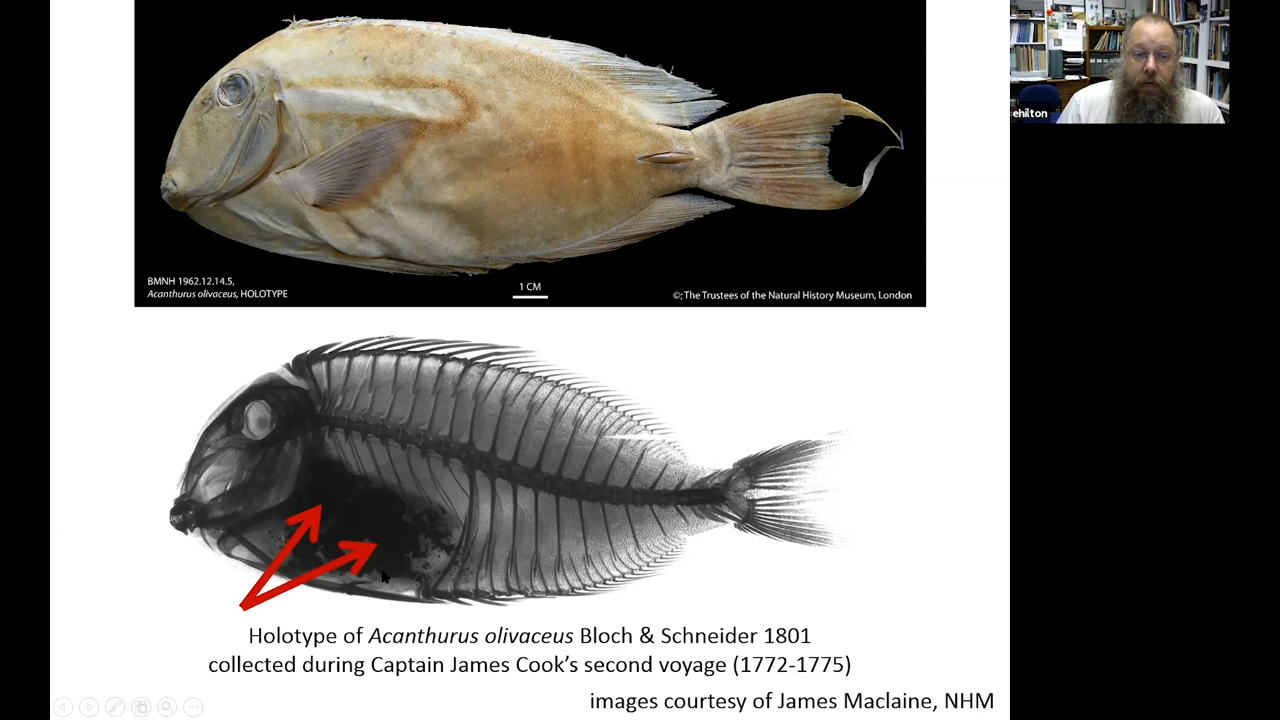 ehilton
BMNH 1962.12.14.5,
Acanthurus olivaceus, HOLOTYPE
1 CM
©; The Trustees of the Natural History Museum, London
Holotype of Acanthurus olivaceus Bloch & Schneider 1801
collected during Captain James Cook’s second voyage (1772-1775)
images courtesy of James Maclaine, NHM